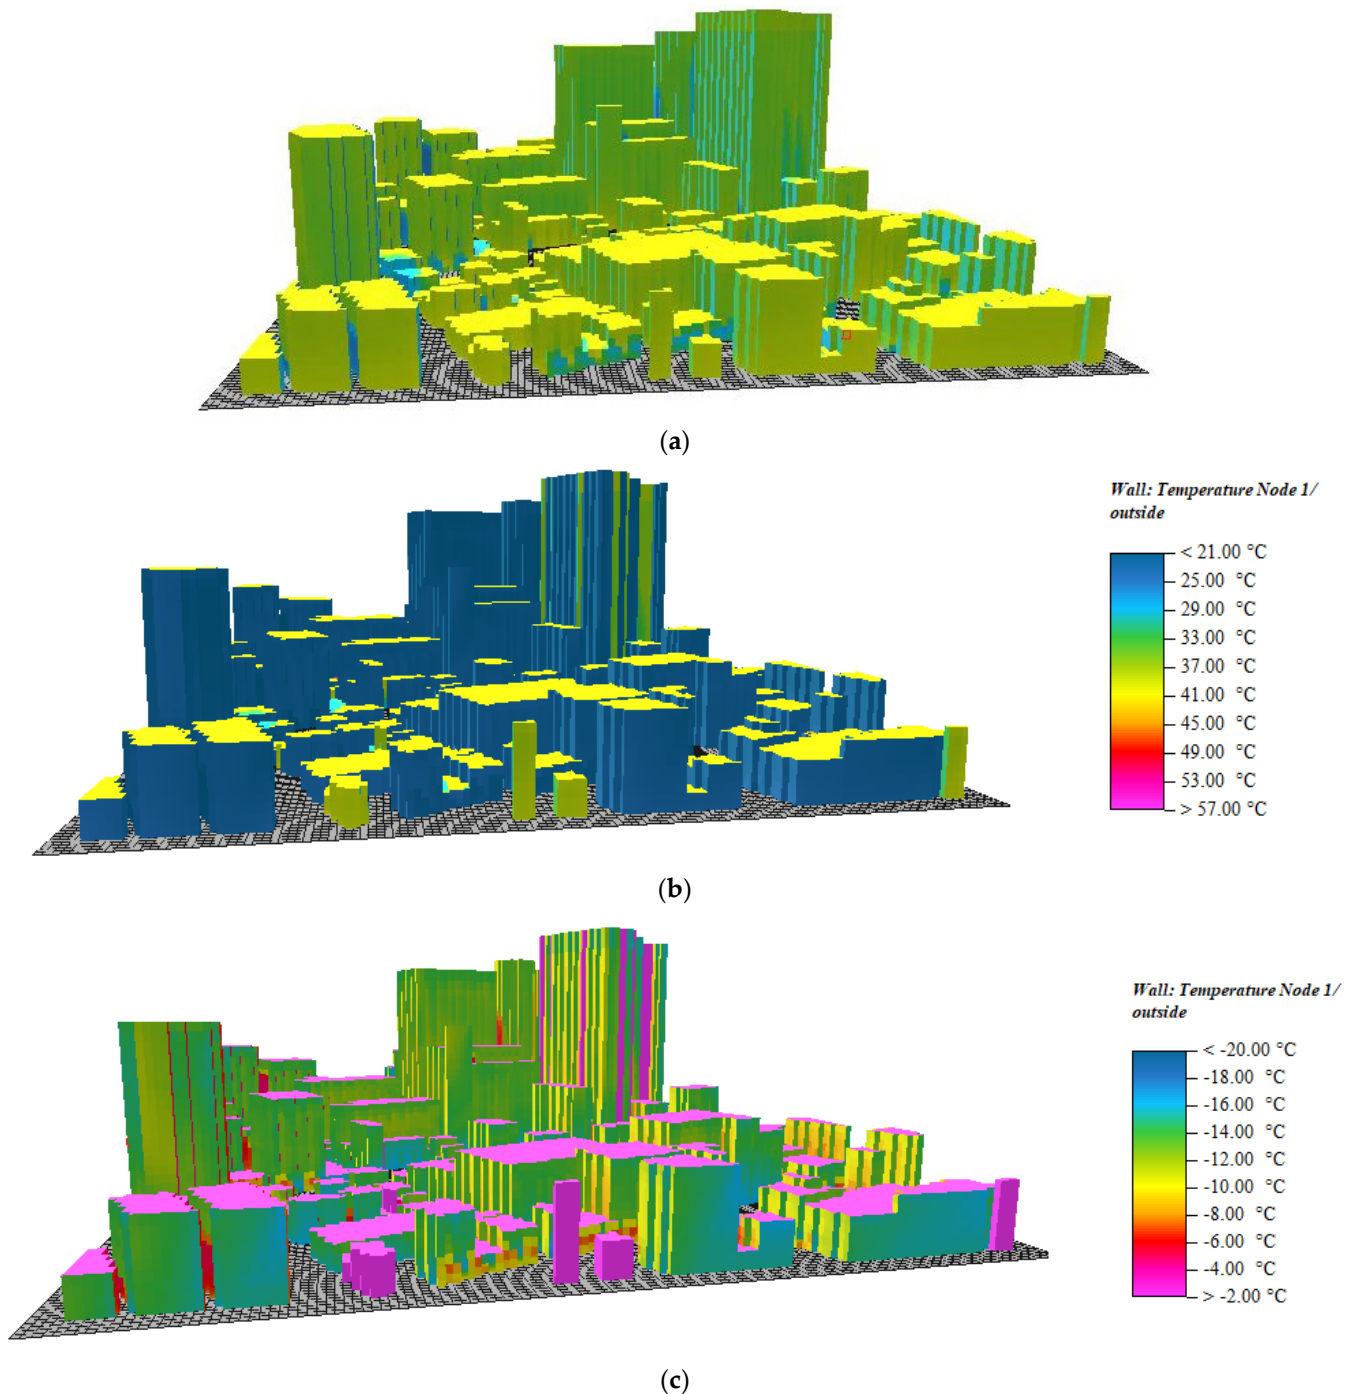 (a)
Wall: Temperature Node 1/
outside
< 21.00 °C
25.00 °C
29.00 °C
33.00 °C
37.00 °C
41.00 °C
45.00 °C
49.00 °C
53.00 °C
> 57.00 °C
(b)
Wall: Temperature Node 1/
outside
< -20.00 °C
-18.00 °C
-16.00 °C
-14.00 °C
-12.00 °C
-10.00 °C
-8.00 °C
-6.00 °C
-4.00 °C
> -2.00 °C
(c)